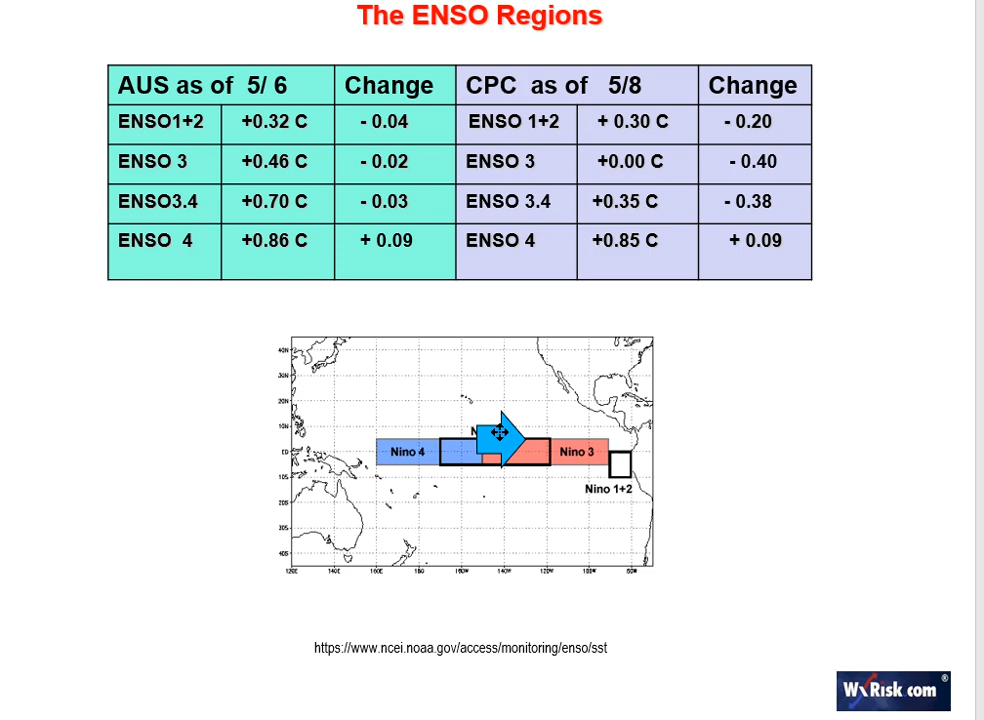 The ENSO Regions
AUS as of 5/ 6 Change CPC as of 5/8 Change
ENSO1+2 +0.32 C - 0.04 ENSO 1+2 + 0.30 C - 0.20
ENSO 3 +0.46 C - 0.02 ENSO 3 +0.00 C - 0.40
ENSO3.4 +0.70 C - 0.03 ENSO 3.4 +0.35 C - 0.38
ENSO 4 +0.86 C + 0.09 ENSO 4 +0.85 C + 0.09
40N
30N
20N
10N
EQ
10S
20S
30S
40S
N
Nino 4 Nino 3
Nino 1+2
120E 140E 160E 180 160W 140W 120W 100W 80W
https://www.ncei.noaa.gov/access/monitoring/enso/sst
WxRisk com ®